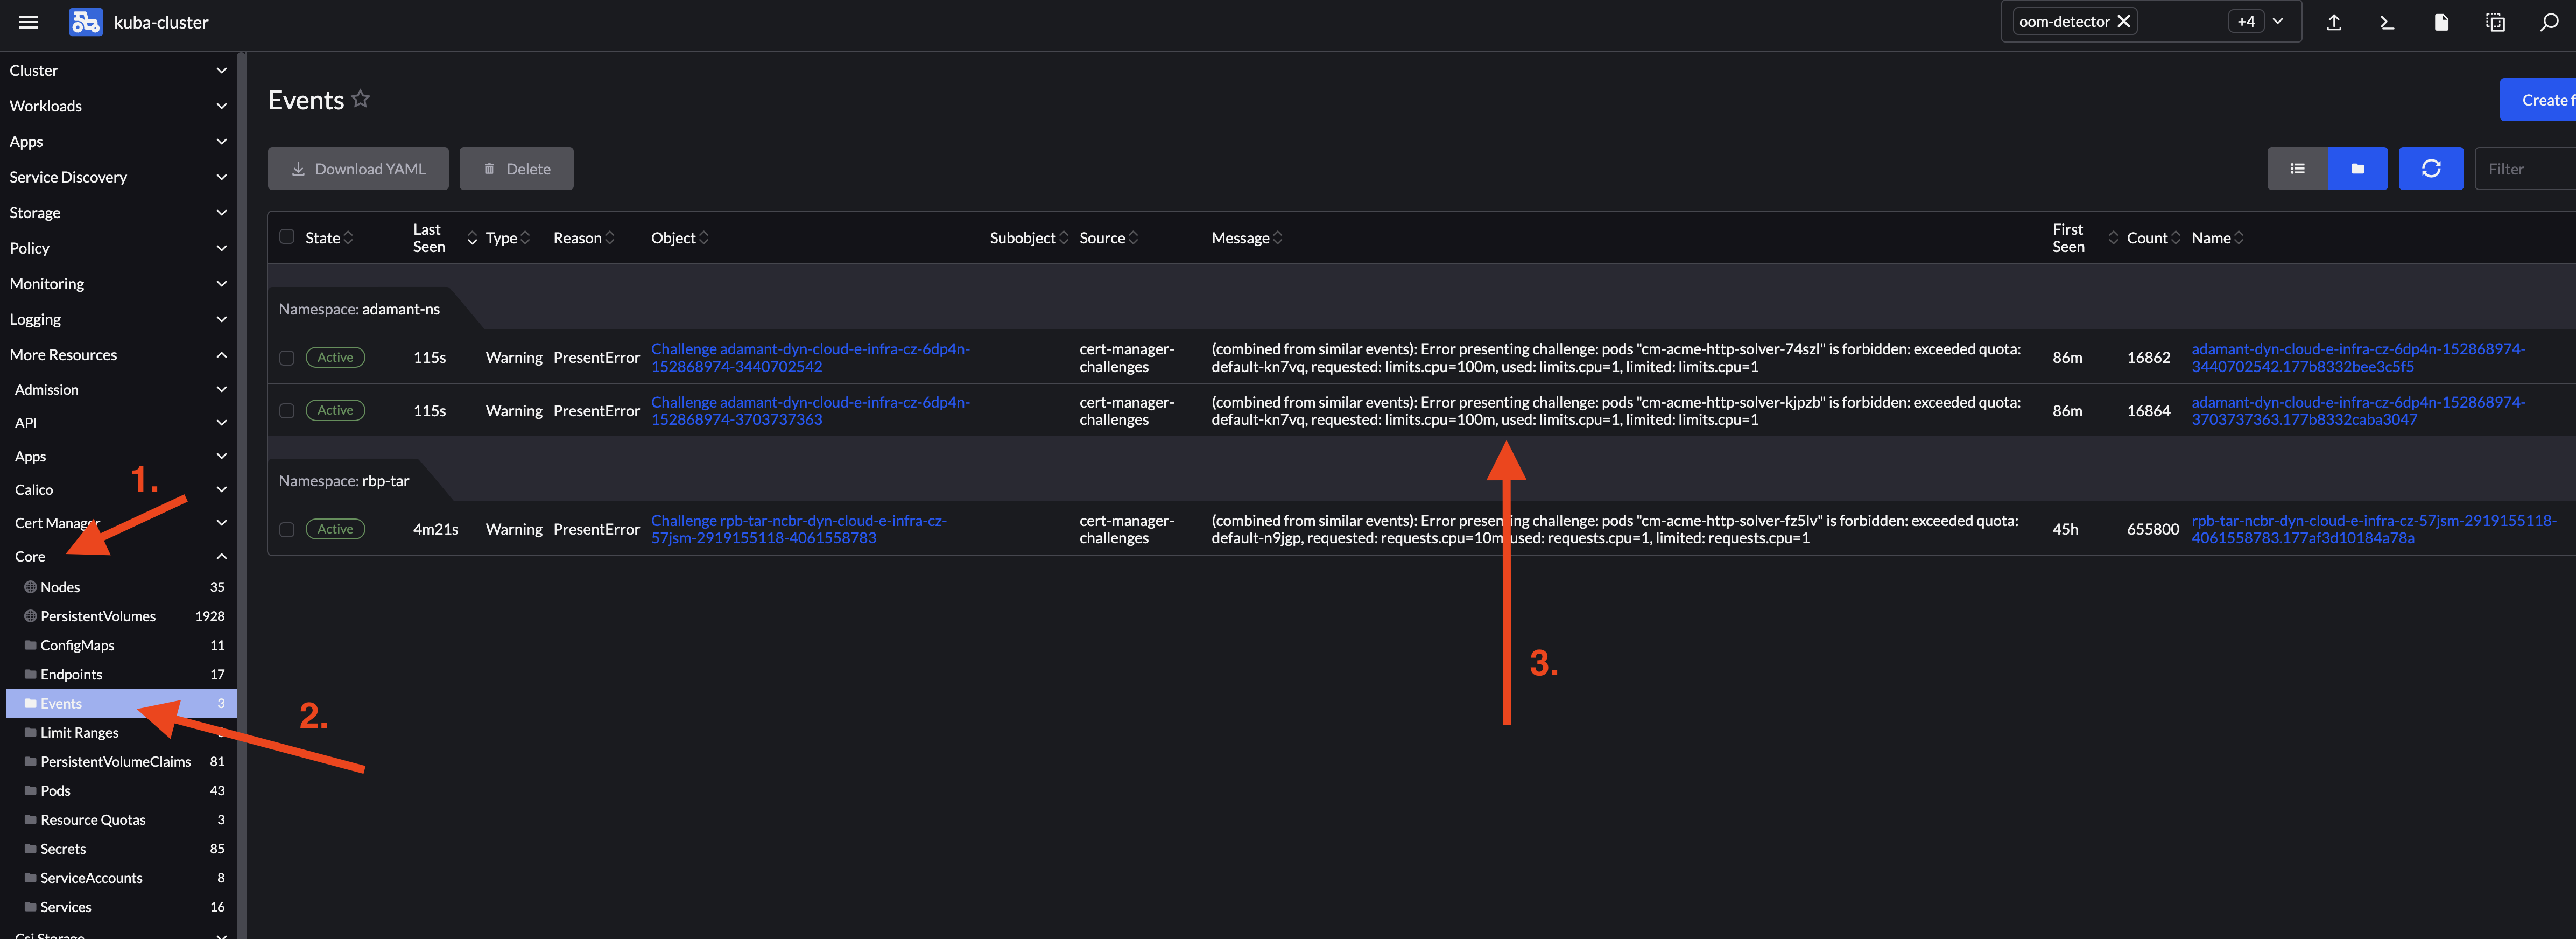 kuba-cluster
oom-detector
+4
Cluster
Workloads
Apps
Service Discovery
Storage
Policy
Monitoring
Logging
More Resources
Admission
API
Apps
Calico
Cert Manager
Core
Nodes 35
PersistentVolumes 1928
ConfigMaps 11
Endpoints 17
Events 3
Limit Ranges
PersistentVolumeClaims 81
Pods 43
Resource Quotas 3
Secrets 85
ServiceAccounts 8
Services 16
Csi Storage
1.
2.
Events
Create f
Download YAML
Delete
Filter
State
Last
Seen
Type
Reason
Object
Subobject
Source
Message
First
Seen
Count
Name
Namespace: adamant-ns
Active
115s
Warning
PresentError
Challenge adamant-dyn-cloud-e-infra-cz-6dp4n-
152868974-3440702542
cert-manager-
challenges
(combined from similar events): Error presenting challenge: pods "cm-acme-http-solver-74szl" is forbidden: exceeded quota:
default-kn7vq, requested: limits.cpu=100m, used: limits.cpu=1, limited: limits.cpu=1
86m
16862
adamant-dyn-cloud-e-infra-cz-6dp4n-152868974-
3440702542.177b8332bee3c5f5
Active
115s
Warning
PresentError
Challenge adamant-dyn-cloud-e-infra-cz-6dp4n-
152868974-3703737363
cert-manager-
challenges
(combined from similar events): Error presenting challenge: pods "cm-acme-http-solver-kjpzb" is forbidden: exceeded quota:
default-kn7vq, requested: limits.cpu=100m, used: limits.cpu=1, limited: limits.cpu=1
86m
16864
adamant-dyn-cloud-e-infra-cz-6dp4n-152868974-
3703737363.177b8332caba3047
Namespace: rbp-tar
Active
4m21s
Warning
PresentError
Challenge rpb-tar-ncbr-dyn-cloud-e-infra-cz-
57jsm-2919155118-4061558783
cert-manager-
challenges
(combined from similar events): Error presenting challenge: pods "cm-acme-http-solver-fz5lv" is forbidden: exceeded quota:
default-n9jgp, requested: requests.cpu=10m, used: requests.cpu=1, limited: requests.cpu=1
45h
655800
rpb-tar-ncbr-dyn-cloud-e-infra-cz-57jsm-2919155118-
4061558783.177af3d10184a78a
3.